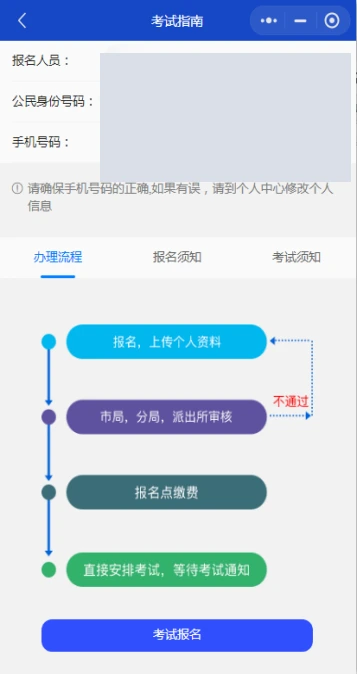 考试指南
报名人员：
公民身份号码：
手机号码：
① 请确保手机号码的正确,如果有误，请到个人中心修改个人
信息
办理流程 报名须知 考试须知
报名，上传个人资料
不通过
市局，分局，派出所审核
报名点缴费
直接安排考试，等待考试通知
考试报名